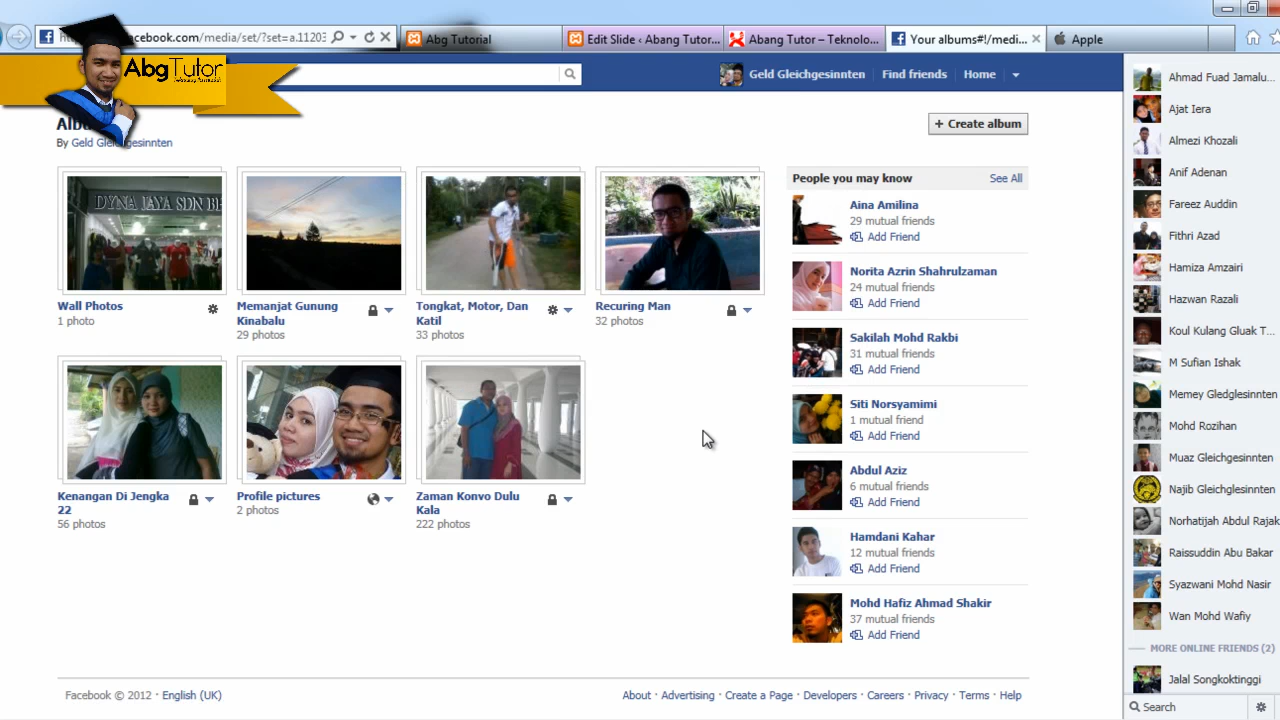 facebook.com/media/set/?set=a.11203
Abg Tutorial
Edit Slide ‹ Abang Tutor...
Abang Tutor – Teknolo...
Your albums#!/medi...
Apple
AbgTutor
Geld Gleichgesinnten
Find friends
Home
By Geld Gleichgesinnten
+ Create album
DYNA JAYA SDN BH
Wall Photos
1 photo
Memanjat Gunung
Kinabalu
29 photos
Tongkat, Motor, Dan
Katil
33 photos
Recuring Man
32 photos
Kenangan Di Jengka
22
56 photos
Profile pictures
2 photos
Zaman Konvo Dulu
Kala
222 photos
People you may know
See All
Aina Amilina
29 mutual friends
Add Friend
Norita Azrin Shahrulzaman
24 mutual friends
Add Friend
Sakilah Mohd Rakbi
31 mutual friends
Add Friend
Siti Norsyamimi
1 mutual friend
Add Friend
Abdul Aziz
6 mutual friends
Add Friend
Hamdani Kahar
12 mutual friends
Add Friend
Mohd Hafiz Ahmad Shakir
37 mutual friends
Add Friend
Ahmad Fuad Jamalu...
Ajat Iera
Almezi Khozali
Anif Adenan
Fareez Auddin
Fithri Azad
Hamiza Amzairi
Hazwan Razali
Koul Kulang Gluak T...
M Sufian Ishak
Memey Gledglesinnten
Mohd Rozihan
Muaz Gleichgesinnten
Najib Gleichglesinnten
Norhatijah Abdul Rajak
Raissuddin Abu Bakar
Syazwani Mohd Nasir
Wan Mohd Wafiy
MORE ONLINE FRIENDS (2)
Jalal Songkoktinggi
Search
Facebook © 2012 · English (UK)
About · Advertising · Create a Page · Developers · Careers · Privacy · Terms · Help